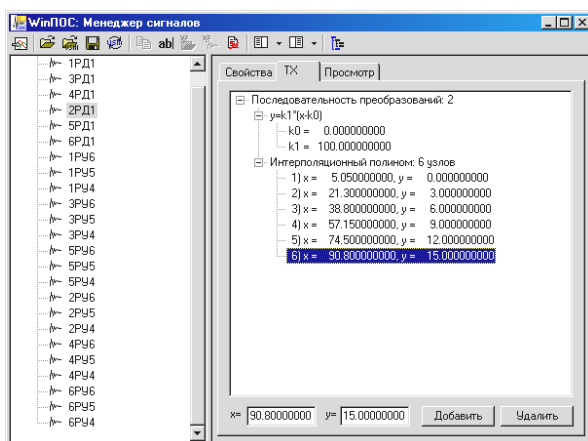 WinПОС: Менеджер сигналов
abl
1РД1
3РД1
4РД1
2РД1
5РД1
6РД1
1РУ6
1РУ5
1РУ4
3РУ6
3РУ5
3РУ4
5РУ6
5РУ5
5РУ4
2РУ6
2РУ5
2РУ4
4РУ6
4РУ5
4РУ4
6РУ6
6РУ5
6РУ4
Свойства ТХ Просмотр
Последовательность преобразований: 2
y=k1*(x-k0)
k0 = 0.000000000
k1 = 100.000000000
Интерполяционный полином: 6 узлов
1) x = 5.050000000, y = 0.000000000
2) x = 21.300000000, y = 3.000000000
3) x = 38.800000000, y = 6.000000000
4) x = 57.150000000, y = 9.000000000
5) x = 74.500000000, y = 12.000000000
6) x = 90.800000000, y = 15.000000000
x= 90.80000000 y= 15.00000000 Добавить Удалить